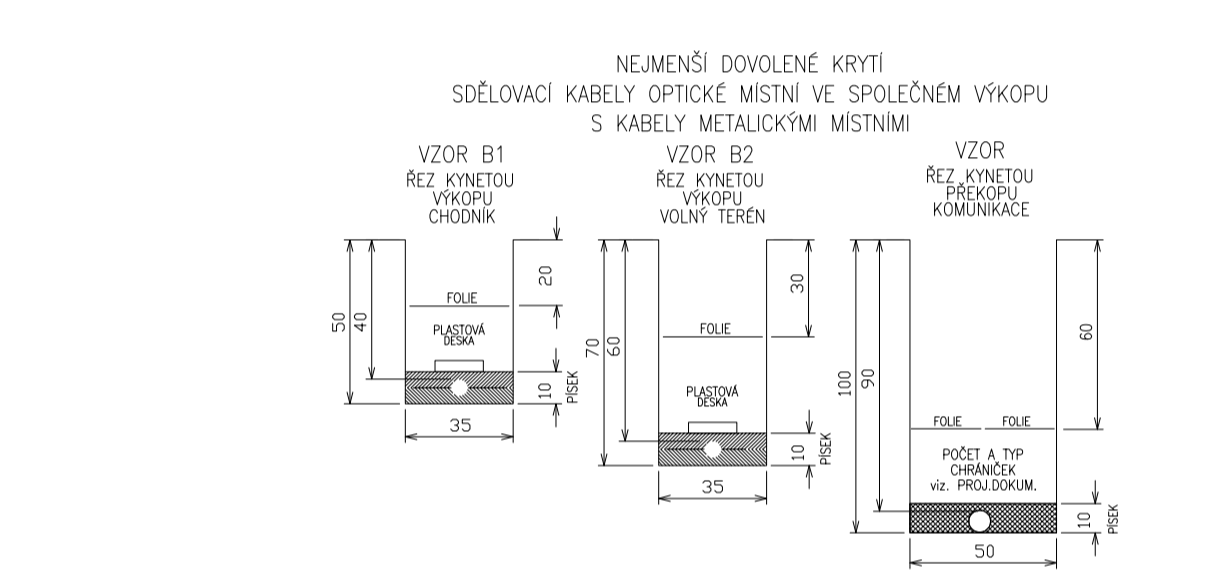 NEJMENŠÍ DOVOLENÉ KRYTÍ
SDĚLOVACÍ KABELY OPTICKÉ MÍSTNÍ VE SPOLEČNÉM VÝKOPU
S KABELY METALICKÝMI MÍSTNÍMI
VZOR B1
ŘEZ KYNETOU
VÝKOPU
CHODNÍK
50
40
20
FOLIE
PLASTOVÁ
DESKA
10
PÍSEK
35
VZOR B2
ŘEZ KYNETOU
VÝKOPU
VOLNÝ TERÉN
70
60
30
FOLIE
PLASTOVÁ
DESKA
10
PÍSEK
35
VZOR
ŘEZ KYNETOU
PŘEKOPU
KOMUNIKACE
100
90
60
FOLIE FOLIE
POČET A TYP
CHRÁNIČEK
viz. PROJ.DOKUM.
10
PÍSEK
50